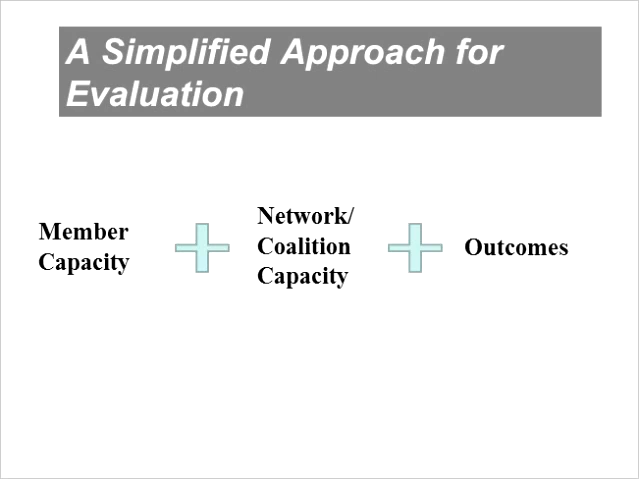 A Simplified Approach for
Evaluation
Member
Capacity
Network/
Coalition
Capacity
Outcomes